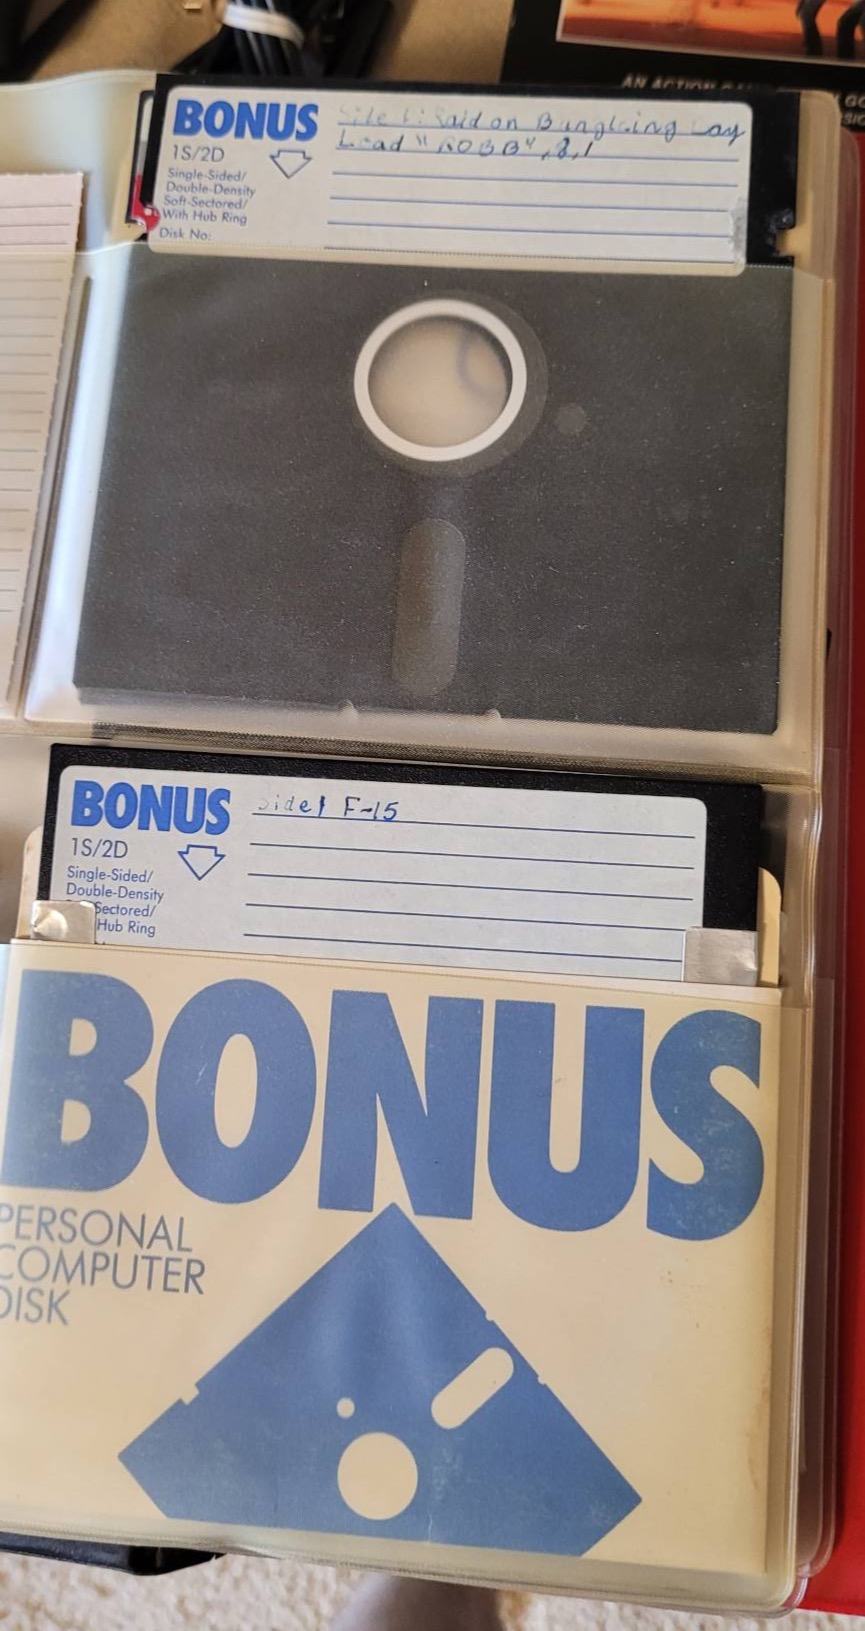 AN ACTION
BONUS
1S/2D
Single-Sided/
Double-Density
Soft-Sectored/
With Hub Ring
Disk No:
Side 1: Raid on Bungleing Bay
Load "ROBB",8,1
BONUS
1S/2D
Single-Sided/
Double-Density
Sectored/
Hub Ring
Side 1 F-15
BONUS
PERSONAL
COMPUTER
DISK